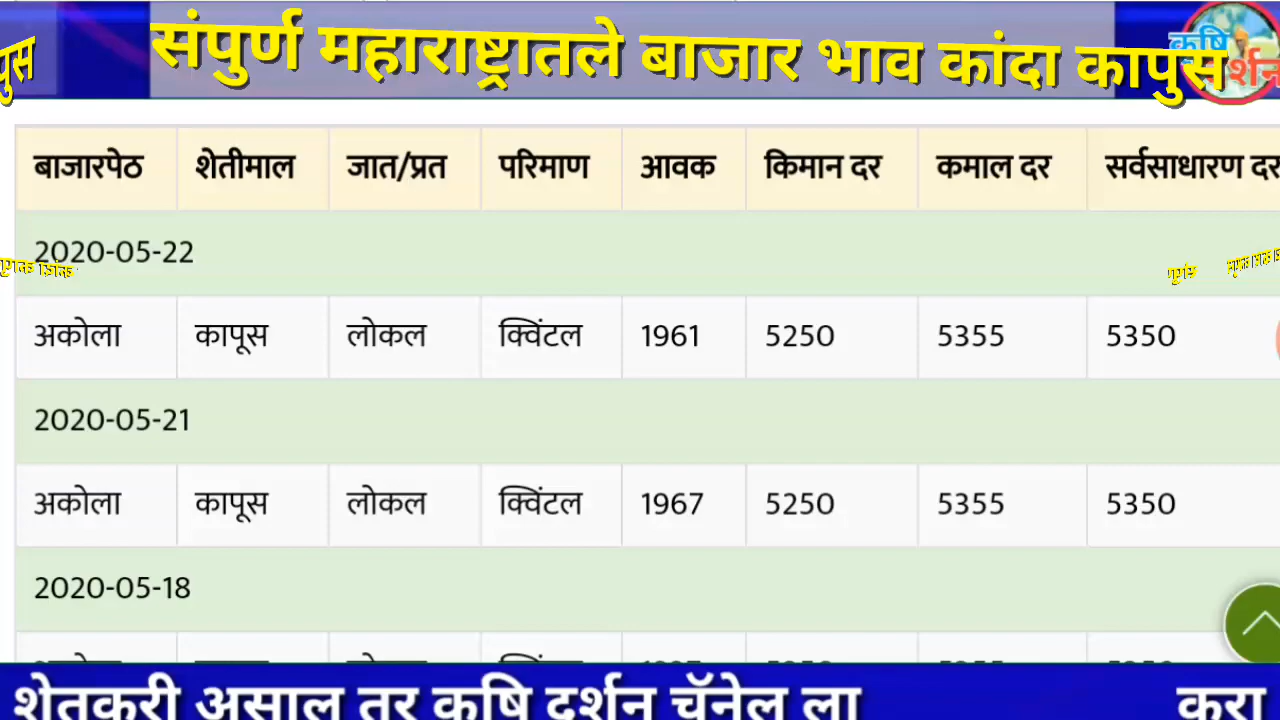 संपुर्ण महाराष्ट्रातले बाजार भाव कांदा कापुस
कृषि
दर्शन
बाजारपेठ शेतीमाल जात/प्रत परिमाण आवक किमान दर कमाल दर सर्वसाधारण दर
2020-05-22
अकोला कापूस लोकल क्विंटल 1961 5250 5355 5350
2020-05-21
अकोला कापूस लोकल क्विंटल 1967 5250 5355 5350
2020-05-18
शेतकरी असाल तर कृषि दर्शन चॅनेल ला करा